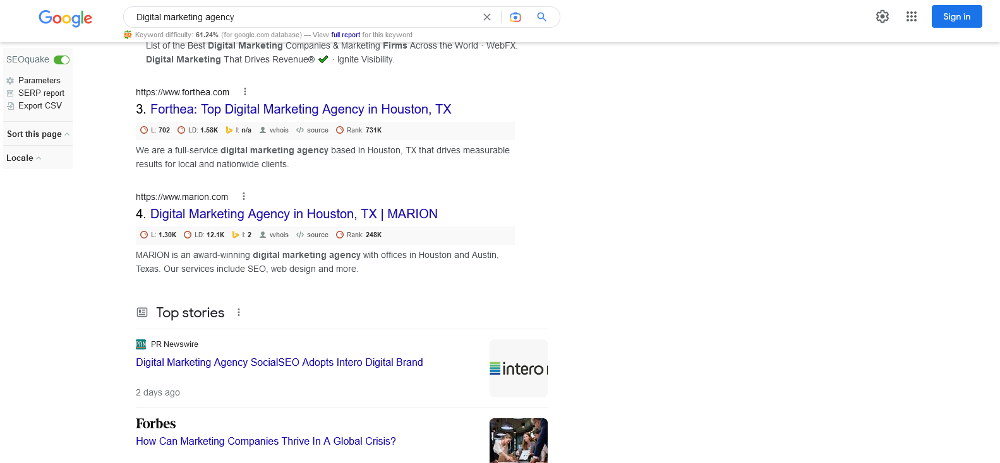 Google
Digital marketing agency
Sign in
Keyword difficulty: 61.24% (for google.com database) — View full report for this keyword
SEOquake
Parameters
SERP report
Export CSV
Sort this page
Locale
List of the Best Digital Marketing Companies & Marketing Firms Across the World · WebFX.
Digital Marketing That Drives Revenue® ✔ · Ignite Visibility.
https://www.forthea.com
3. Forthea: Top Digital Marketing Agency in Houston, TX
L: 702 LD: 1.58K I: n/a whois source Rank: 731K
We are a full-service digital marketing agency based in Houston, TX that drives measurable
results for local and nationwide clients.
https://www.marion.com
4. Digital Marketing Agency in Houston, TX | MARION
L: 1.30K LD: 12.1K I: 2 whois source Rank: 248K
MARION is an award-winning digital marketing agency with offices in Houston and Austin,
Texas. Our services include SEO, web design and more.
Top stories
PRN PR Newswire
Digital Marketing Agency SocialSEO Adopts Intero Digital Brand
2 days ago
intero
Forbes
How Can Marketing Companies Thrive In A Global Crisis?